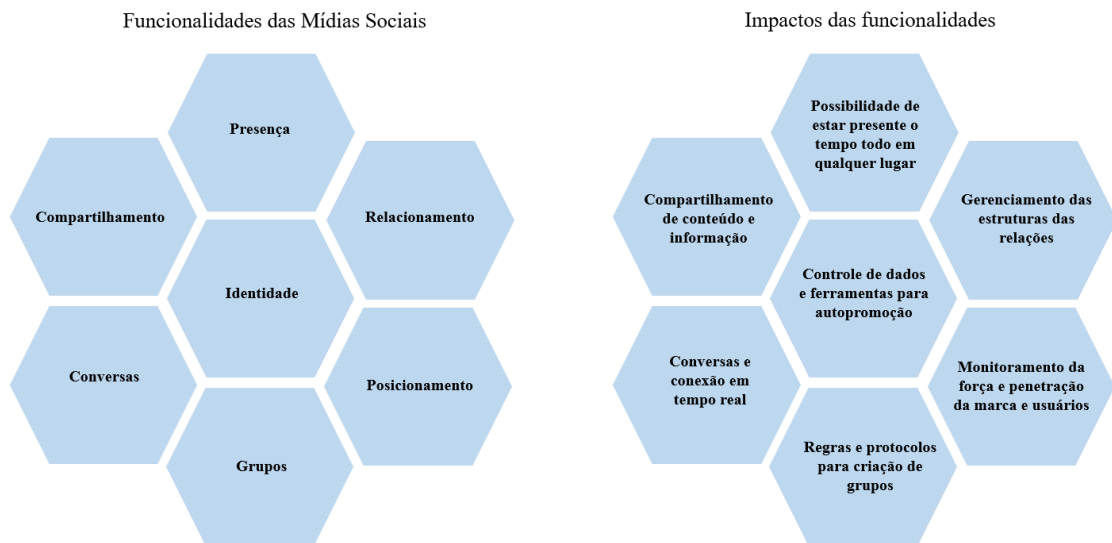 Funcionalidades das Mídias Sociais
Presença
Compartilhamento
Relacionamento
Identidade
Conversas
Posicionamento
Grupos
Impactos das funcionalidades
Possibilidade de
estar presente o
tempo todo em
qualquer lugar
Compartilhamento
de conteúdo e
informação
Gerenciamento das
estruturas das
relações
Controle de dados
e ferramentas para
autopromoção
Conversas e
conexão em
tempo real
Monitoramento da
força e penetração
da marca e usuários
Regras e protocolos
para criação de
grupos